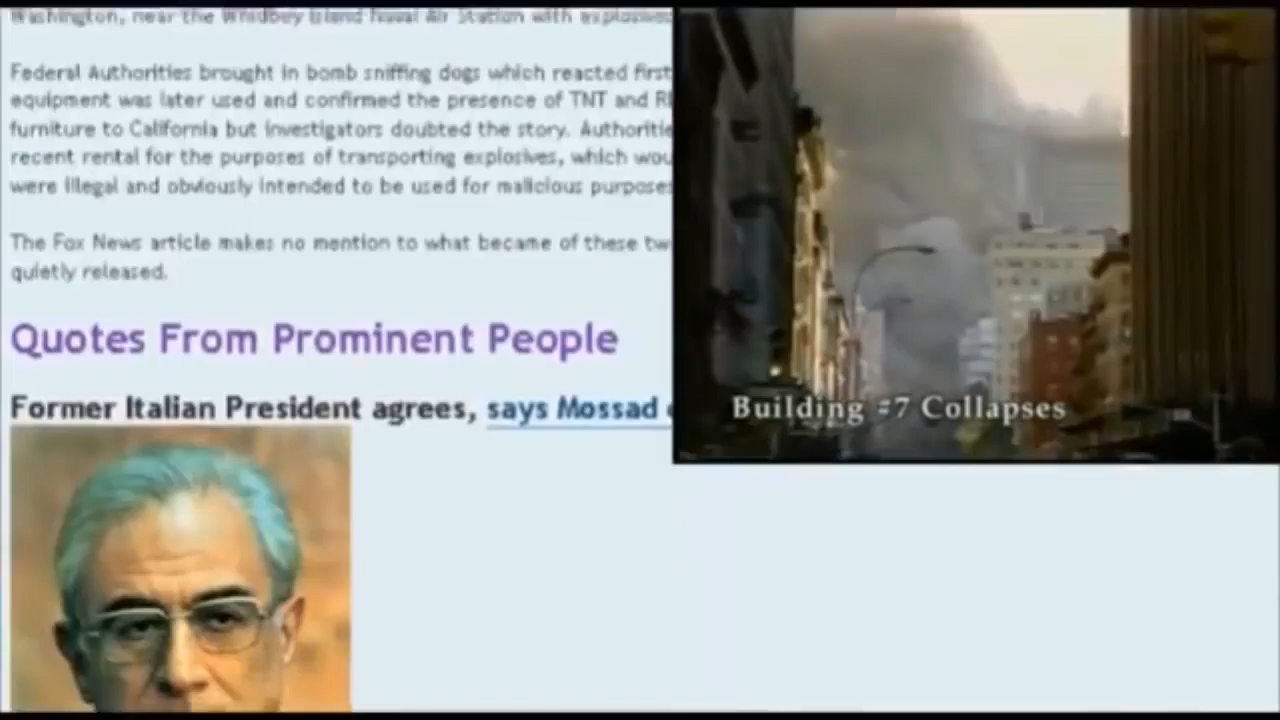 Washington, near the Whidbey Island Naval Air Station with explosives
Federal Authorities brought in bomb sniffing dogs which reacted first
equipment was later used and confirmed the presence of TNT and
furniture to California but investigators doubted the story.
recent rental for the purposes of transporting explosives, which
were illegal and obviously intended to be used for malicious purposes
The Fox News article makes no mention to what became of these
quietly released.
Quotes From Prominent People
Former Italian President agrees, says Mossad
Building #7 Collapses